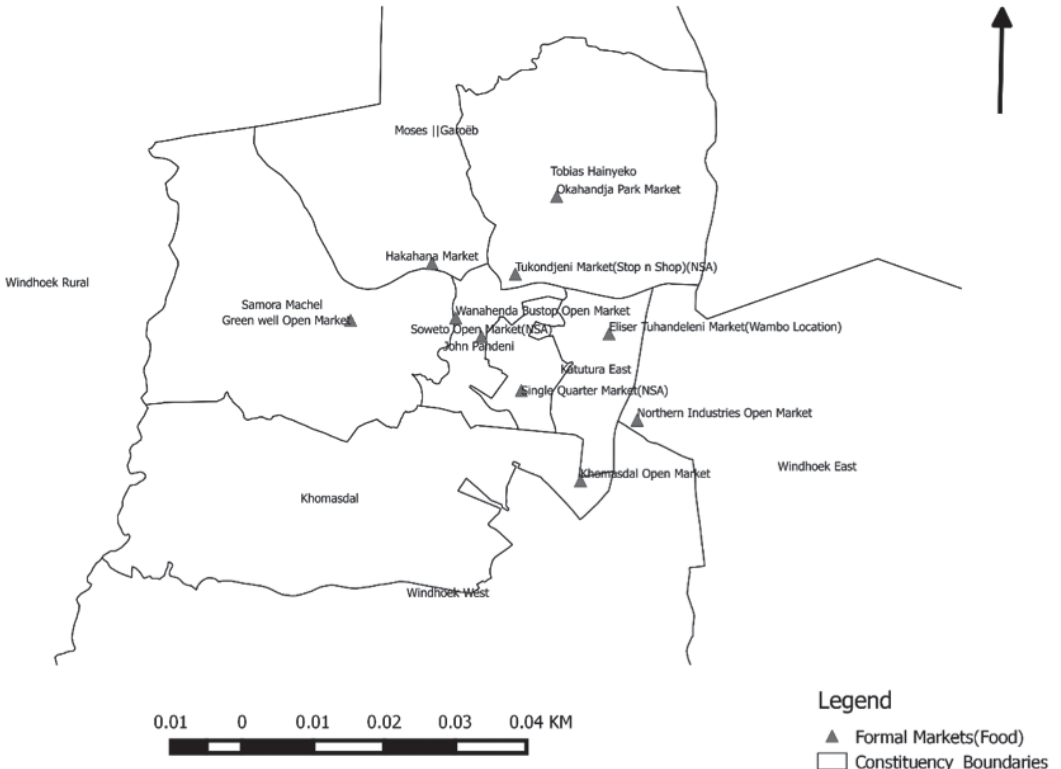 Moses ||Garoëb
Tobias Hainyeko
Okahandja Park Market
Hakahana Market
Tukondjeni Market(Stop n Shop)(NSA)
Windhoek Rural
Samora Machel
Green well Open Market
Wanahenda Bustop Open Market
Soweto Open Market(NSA)
Eliser Tuhandeleni Market(Wambo Location)
John Pandeni
Katutura East
Single Quarter Market(NSA)
Northern Industries Open Market
Windhoek East
Khomasdal Open Market
Khomasdal
Windhoek West
0.01 0 0.01 0.02 0.03 0.04 KM
Legend
Formal Markets(Food)
Constituency Boundaries